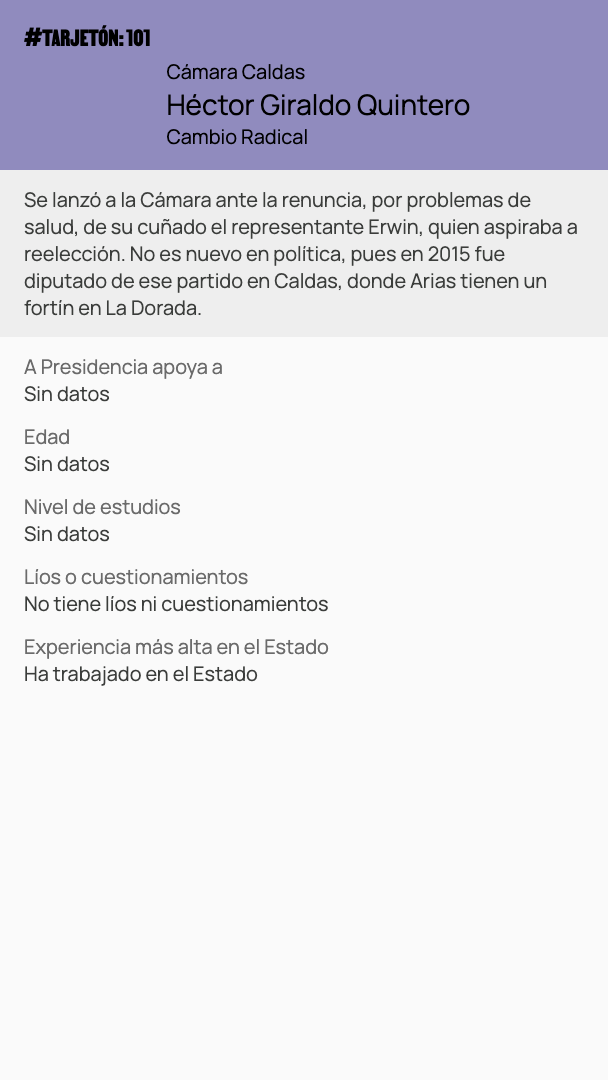 #TARJETÓN: 101
Cámara Caldas
Héctor Giraldo Quintero
Cambio Radical
Se lanzó a la Cámara ante la renuncia, por problemas de
salud, de su cuñado el representante Erwin, quien aspiraba a
reelección. No es nuevo en política, pues en 2015 fue
diputado de ese partido en Caldas, donde Arias tienen un
fortín en La Dorada.
A Presidencia apoya a
Sin datos
Edad
Sin datos
Nivel de estudios
Sin datos
Líos o cuestionamientos
No tiene líos ni cuestionamientos
Experiencia más alta en el Estado
Ha trabajado en el Estado